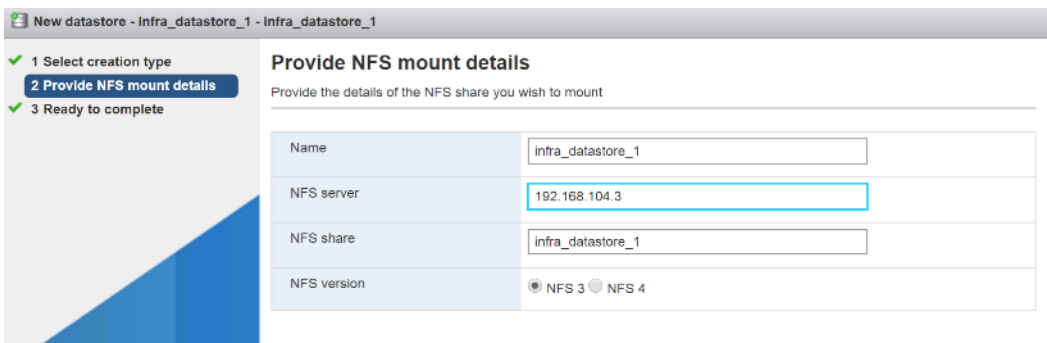 New datastore - infra_datastore_1 - infra_datastore_1
1 Select creation type
2 Provide NFS mount details
3 Ready to complete
Provide NFS mount details
Provide the details of the NFS share you wish to mount
Name infra_datastore_1
NFS server 192.168.104.3
NFS share infra_datastore_1
NFS version NFS 3 NFS 4